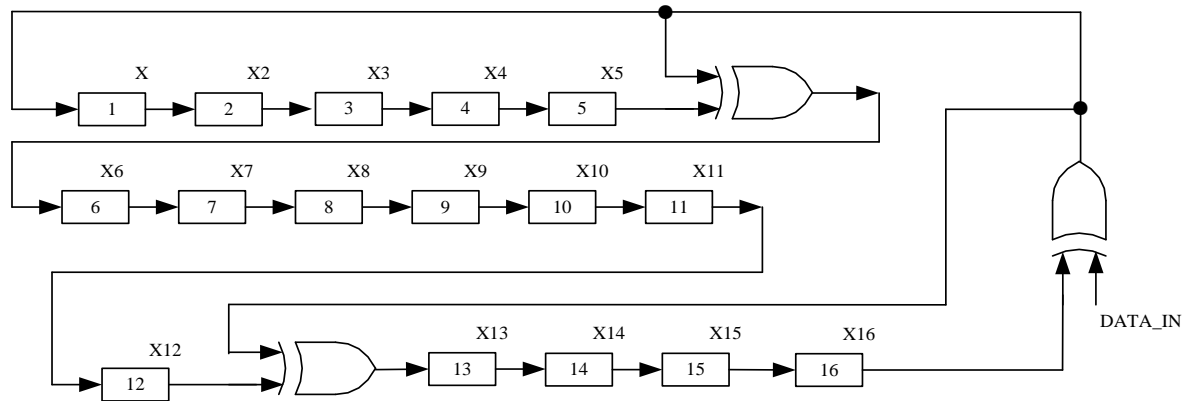 X X2 X3 X4 X5
1 2 3 4 5
X6 X7 X8 X9 X10 X11
6 7 8 9 10 11
DATA_IN
X12 X13 X14 X15 X16
12 13 14 15 16